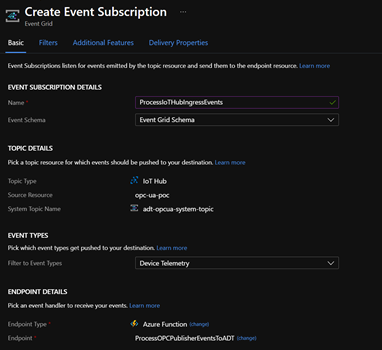 Create Event Subscription ...
Event Grid
Basic Filters Additional Features Delivery Properties
Event Subscriptions listen for events emitted by the topic resource and send them to the endpoint resource. Learn more
EVENT SUBSCRIPTION DETAILS
Name * ProcessIoTHubIngressEvents
Event Schema Event Grid Schema
TOPIC DETAILS
Pick a topic resource for which events should be pushed to your destination. Learn more
Topic Type IoT Hub
Source Resource opc-ua-poc
System Topic Name adt-opcua-system-topic
EVENT TYPES
Pick which event types get pushed to your destination. Learn more
Filter to Event Types * Device Telemetry
ENDPOINT DETAILS
Pick an event handler to receive your events. Learn more
Endpoint Type * Azure Function (change)
Endpoint * ProcessOPCPublisherEventsToADT (change)